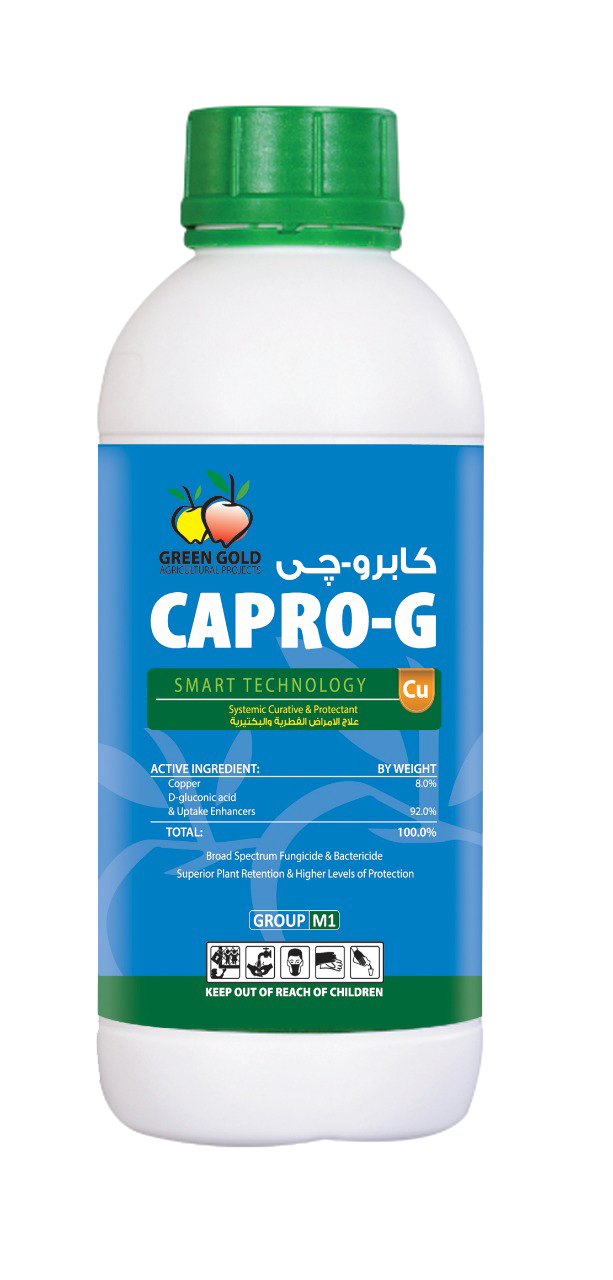 GREEN GOLD
AGRICULTURAL PROJECTS
كابرو-چى
CAPRO-G
SMART TECHNOLOGY
Cu
Systemic Curative & Protectant
علاج الامراض الفطرية والبكتيرية
ACTIVE INGREDIENT: BY WEIGHT
Copper 8.0%
D-gluconic acid
& Uptake Enhancers 92.0%
TOTAL: 100.0%
Broad Spectrum Fungicide & Bactericide
Superior Plant Retention & Higher Levels of Protection
GROUP M1
KEEP OUT OF REACH OF CHILDREN